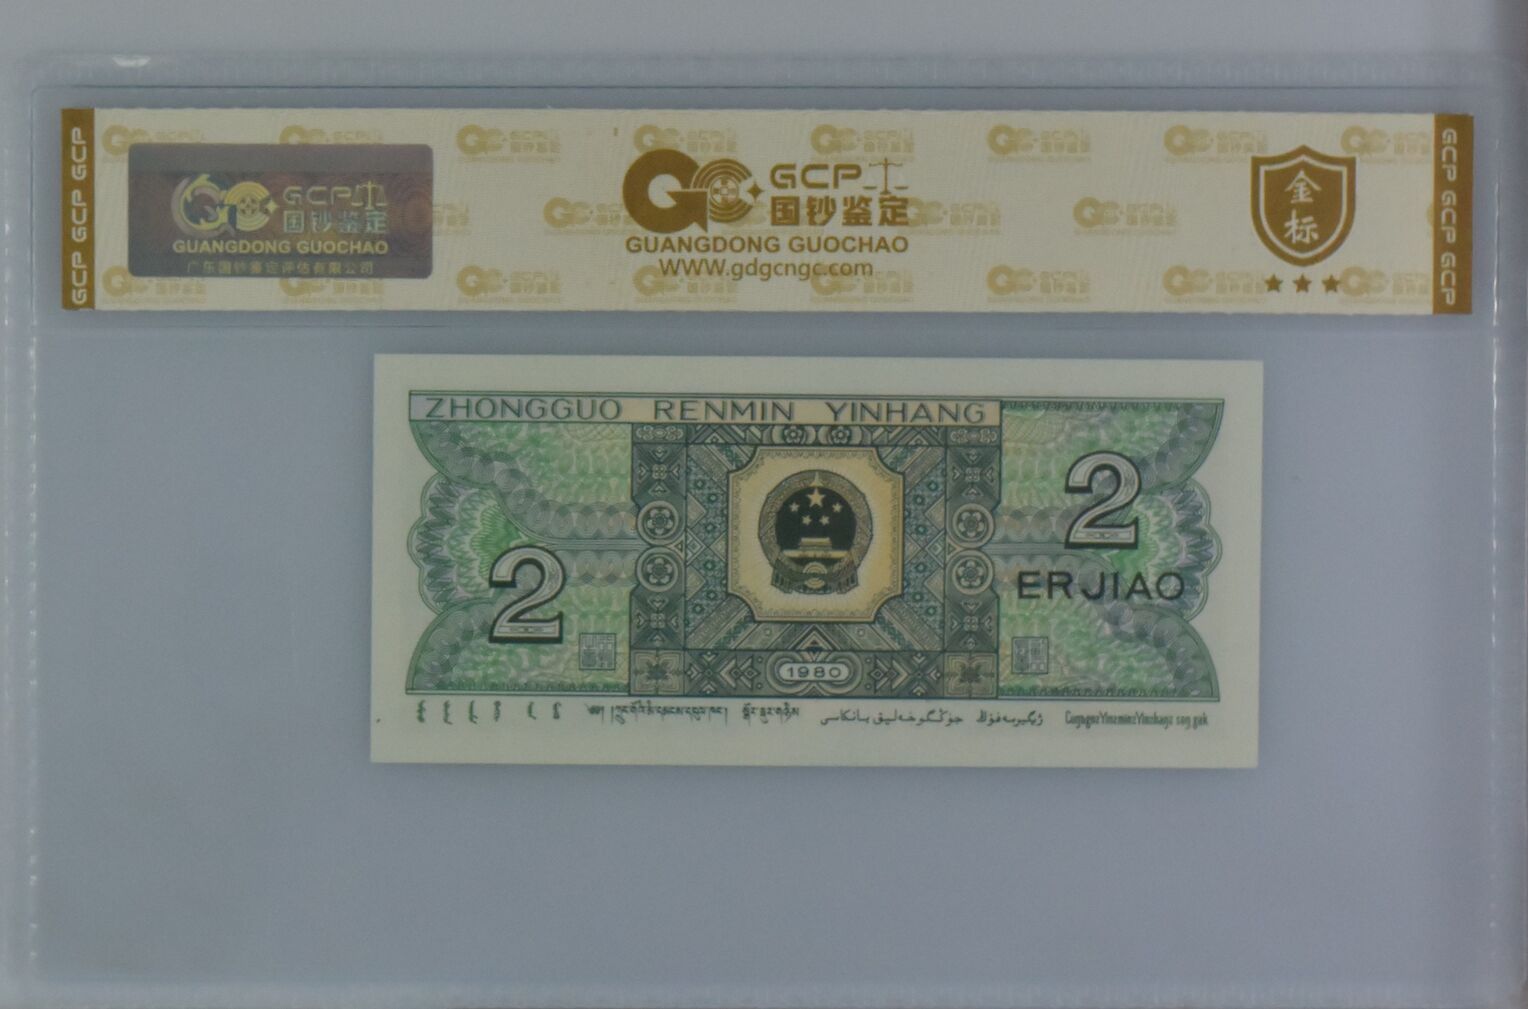 GCP GCP GCP
GCP
国钞鉴定
GUANGDONG GUOCHAO
广东国钞鉴定评估有限公司
GCP
国钞鉴定
GUANGDONG GUOCHAO
WWW.gdgcngc.com
金标
GCP GCP GCP
ZHONGGUO RENMIN YINHANG
2
ERJIAO
2
1980